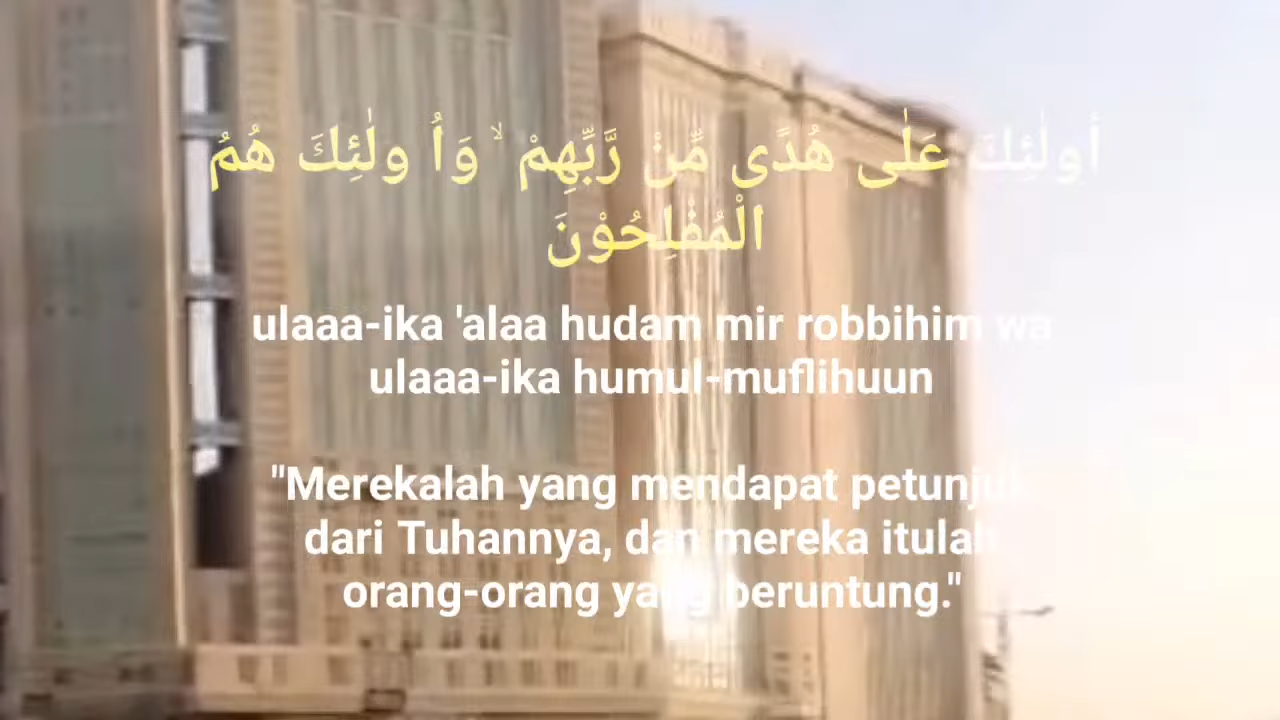 أولٰئِكَ عَلٰى هُدًى مِّنْ رَّبِّهِمْ ۙ وَاُ ولٰئِكَ هُمُ
الْمُفْلِحُوْنَ
ulaaa-ika 'alaa hudam mir robbihim wa
ulaaa-ika humul-muflihuun
"Merekalah yang mendapat petunjuk
dari Tuhannya, dan mereka itulah
orang-orang yang beruntung."